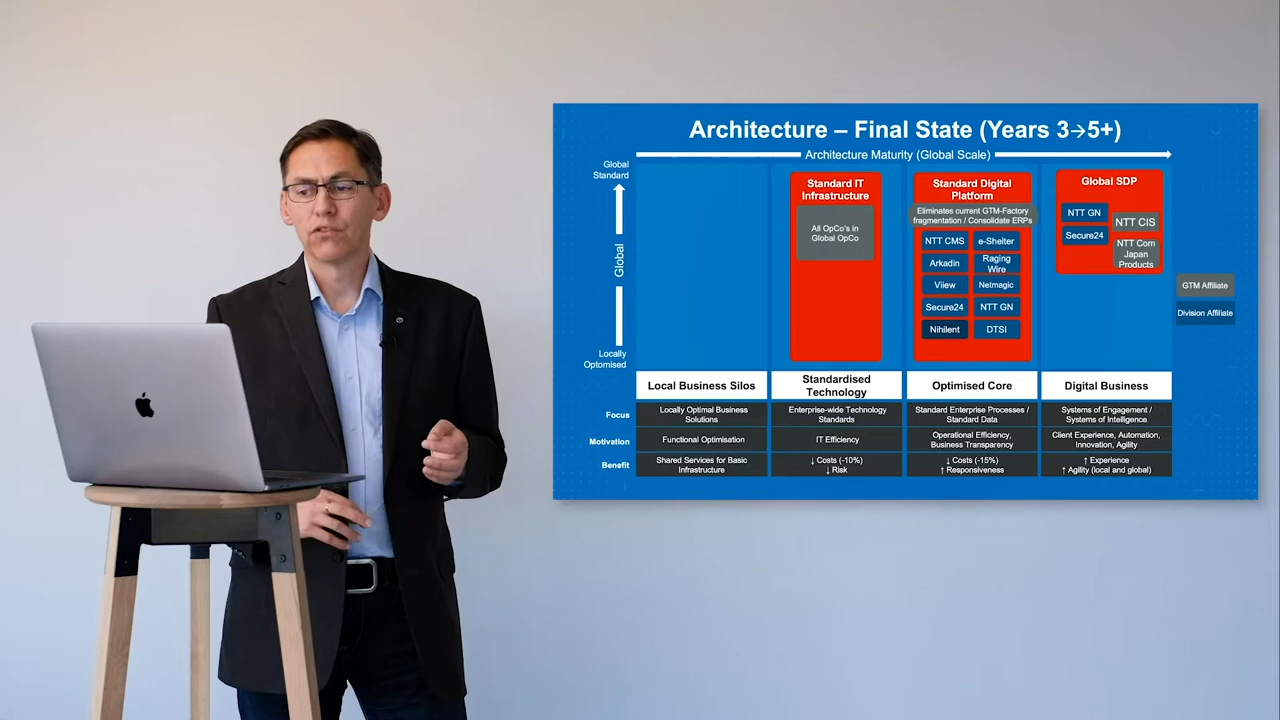 Architecture – Final State (Years 3→5+)
Architecture Maturity (Global Scale)
Global
Standard
Global
Locally
Optomised
Standard IT
Infrastructure
All OpCo's in
Global OpCo
Standard Digital
Platform
Eliminates current GTM-Factory
fragmentation / Consolidate ERPs
NTT CMS
e-Shelter
Arkadin
Raging
Wire
Viiew
Netmagic
Secure24
NTT GN
Nihilent
DTSI
Global SDP
NTT GN
NTT CIS
Secure24
NTT Com
Japan
Products
GTM Affiliate
Division Affiliate
Local Business Silos
Standardised
Technology
Optimised Core
Digital Business
Focus
Locally Optimal Business
Solutions
Enterprise-wide Technology
Standards
Standard Enterprise Processes /
Standard Data
Systems of Engagement /
Systems of Intelligence
Motivation
Functional Optimisation
IT Efficiency
Operational Efficiency,
Business Transparency
Client Experience, Automation,
Innovation, Agility
Benefit
Shared Services for Basic
Infrastructure
↓ Costs (-10%)
↓ Risk
↓ Costs (-15%)
↑ Responsiveness
↑ Experience
↑ Agility (local and global)